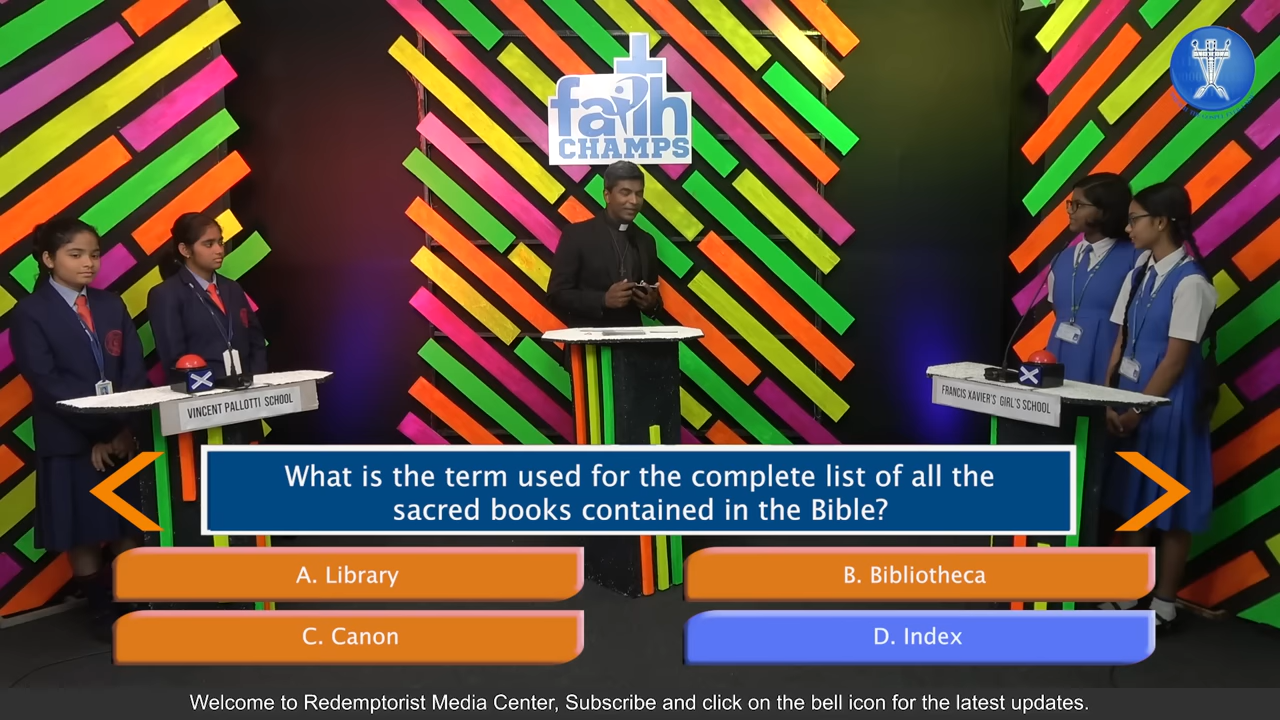 faith
CHAMPS
VINCENT PALLOTTI SCHOOL
FRANCIS XAVIER'S GIRL'S SCHOOL
What is the term used for the complete list of all the
sacred books contained in the Bible?
A. Library
B. Bibliotheca
C. Canon
D. Index
Welcome to Redemptorist Media Center, Subscribe and click on the bell icon for the latest updates.